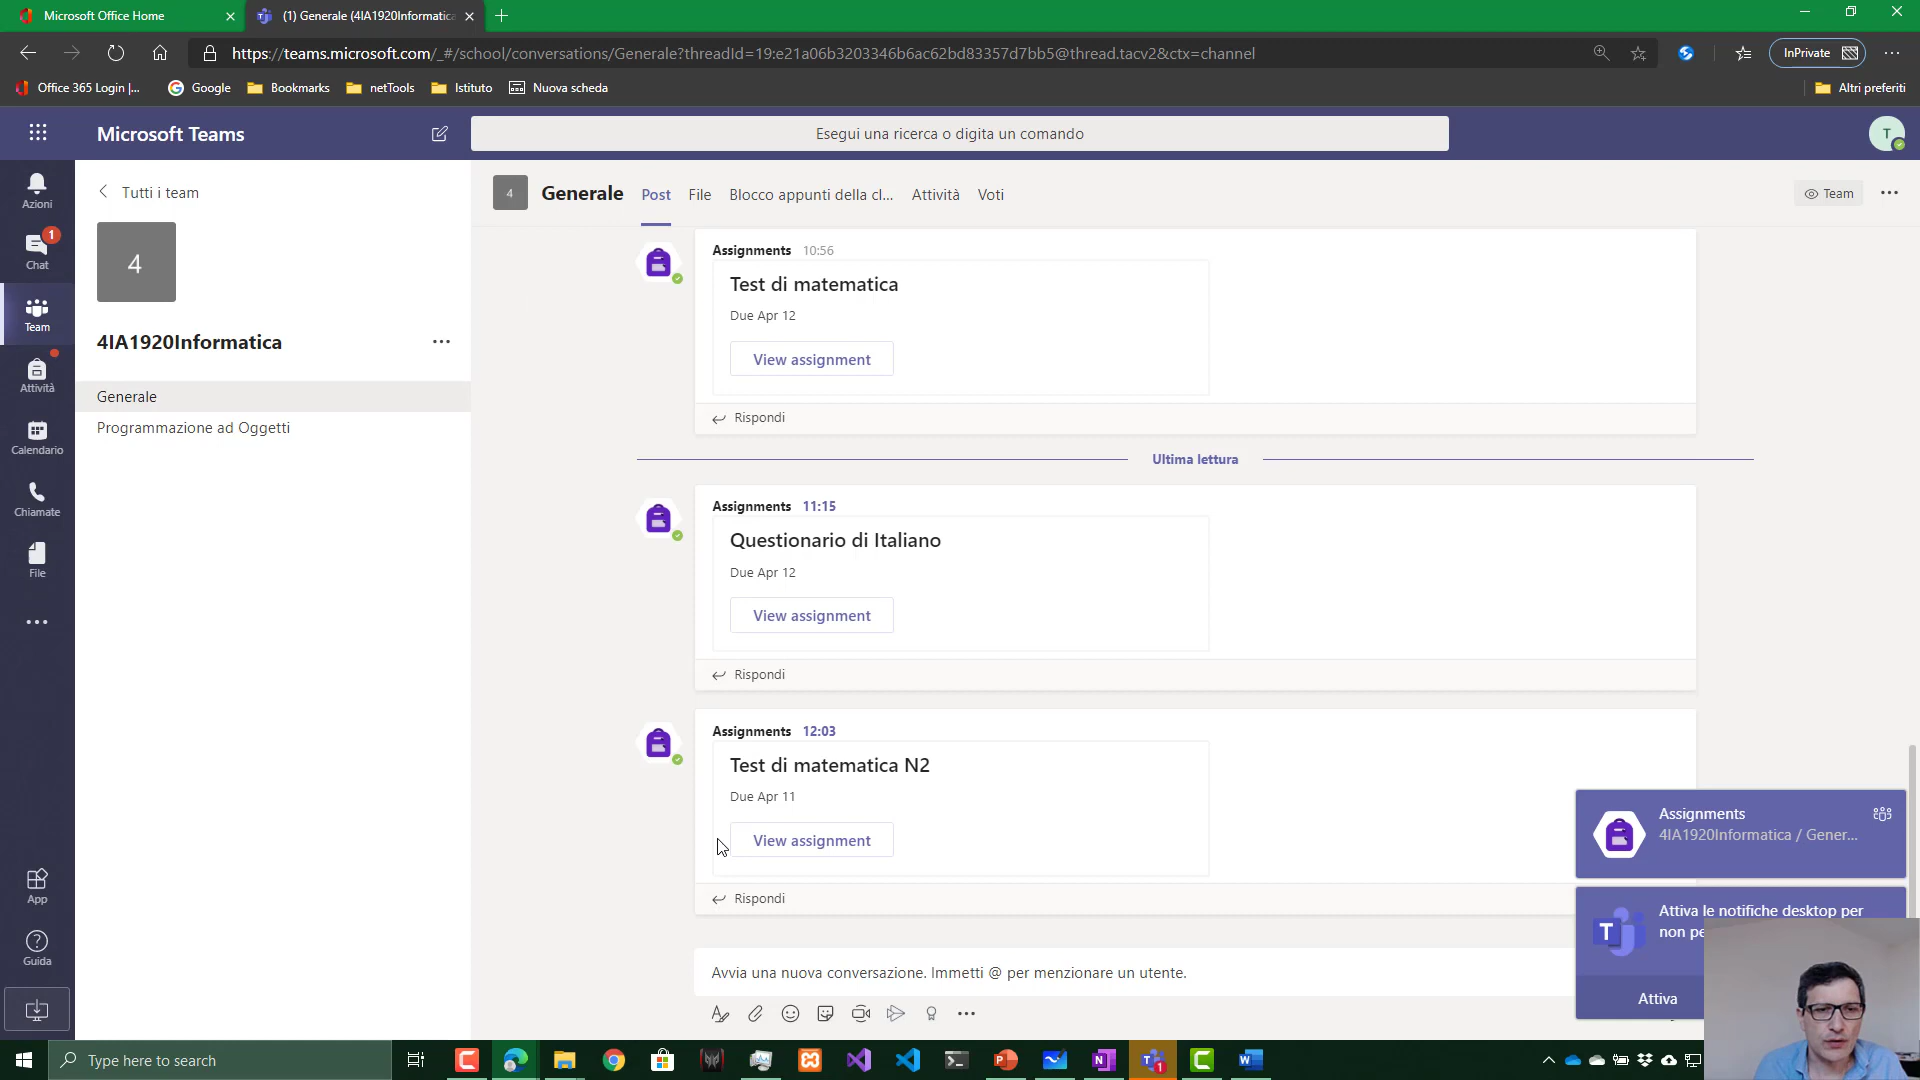 Microsoft Office Home
(1) Generale (4IA1920Informatica
https://teams.microsoft.com/_#/school/conversations/Generale?threadId=19:e21a06b3203346b6ac62bd83357d7bb5@thread.tacv2&ctx=channel
InPrivate
Office 365 Login |...
Google
Bookmarks
netTools
Istituto
Nuova scheda
Altri preferiti
Microsoft Teams
Esegui una ricerca o digita un comando
T
Azioni
1
Chat
Team
Attività
Calendario
Chiamate
File
App
Guida
Tutti i team
4
4IA1920Informatica
Generale
Programmazione ad Oggetti
4
Generale
Post
File
Blocco appunti della cl...
Attività
Voti
Team
Assignments 10:56
Test di matematica
Due Apr 12
View assignment
Rispondi
Ultima lettura
Assignments 11:15
Questionario di Italiano
Due Apr 12
View assignment
Rispondi
Assignments 12:03
Test di matematica N2
Due Apr 11
View assignment
Rispondi
Avvia una nuova conversazione. Immetti @ per menzionare un utente.
Assignments
4IA1920Informatica / Gener...
T
Attiva le notifiche desktop per
non pe
Attiva
Type here to search